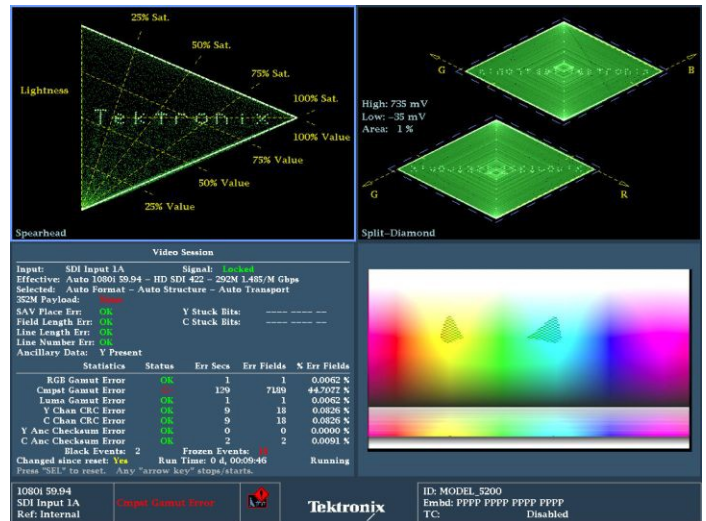 25% Sat.
50% Sat.
75% Sat.
100% Sat.
Lightness
Tektronix
100% Value
75% Value
50% Value
25% Value
Spearhead
G
B
High: 735 mV
Low: -35 mV
Area: 1 %
G
R
Split-Diamond
Video Session
Input: SDI Input 1A Signal: Locked
Effective: Auto 1080i 59.94 - HD SDI 422 - 292M 1.485/M Gbps
Selected: Auto Format - Auto Structure - Auto Transport
352M Payload:
SAV Place Err: OK Y Stuck Bits: ---- ---- ----
Field Length Err: OK C Stuck Bits: ---- ---- ----
Line Length Err: OK
Line Number Err: OK
Ancillary Data: Y Present
Statistics Status Err Secs Err Fields % Err Fields
RGB Gamut Error OK 1 1 0.0062 %
Cmpst Gamut Error 129 7189 44.7072 %
Luma Gamut Error OK 1 1 0.0062 %
Y Chan CRC Error OK 9 18 0.0826 %
C Chan CRC Error OK 9 18 0.0826 %
Y Anc Checksum Error OK 0 0 0.0000 %
C Anc Checksum Error OK 2 2 0.0091 %
Black Events: 2 Frozen Events:
Changed since reset: Yes Run Time: 0 d, 00:09:46 Running
Press "SEL" to reset. Any "arrow key" stops/starts.
1080i 59.94
SDI Input 1A
Ref: Internal
Cmpst Gamut Error
Tektronix
ID: MODEL_5200
Embd: PPPP PPPP PPPP PPPP
TC: Disabled